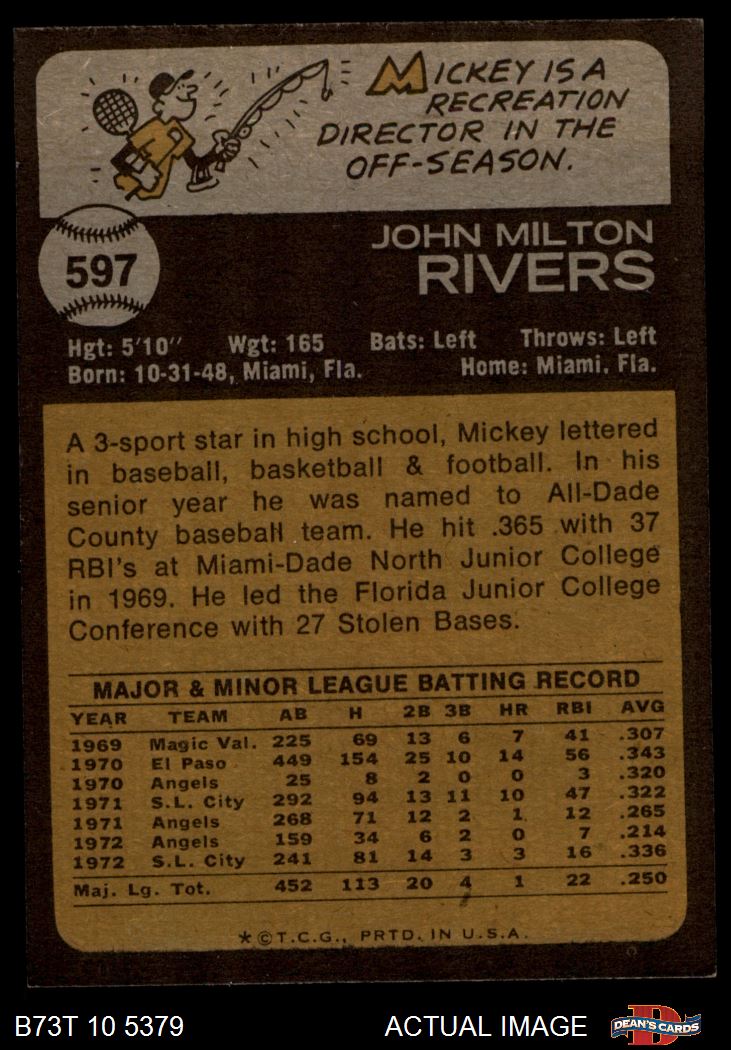 MICKEY IS A
RECREATION
DIRECTOR IN THE
OFF-SEASON.
597
JOHN MILTON
RIVERS
Hgt: 5'10" Wgt: 165 Bats: Left Throws: Left
Born: 10-31-48, Miami, Fla. Home: Miami, Fla.
A 3-sport star in high school, Mickey lettered
in baseball, basketball & football. In his
senior year he was named to All-Dade
County baseball team. He hit .365 with 37
RBI's at Miami-Dade North Junior College
in 1969. He led the Florida Junior College
Conference with 27 Stolen Bases.
MAJOR & MINOR LEAGUE BATTING RECORD
YEAR TEAM AB H 2B 3B HR RBI AVG
1969 Magic Val. 225 69 13 6 7 41 .307
1970 El Paso 449 154 25 10 14 56 .343
1970 Angels 25 8 2 0 0 3 .320
1971 S.L. City 292 94 13 11 10 47 .322
1971 Angels 268 71 12 2 1 12 .265
1972 Angels 159 34 6 2 0 7 .214
1972 S.L. City 241 81 14 3 3 16 .336
Maj. Lg. Tot. 452 113 20 4 1 22 .250
*©T.C.G., PRTD. IN U.S.A.
B73T 10 5379 ACTUAL IMAGE D DEAN'S CARDS